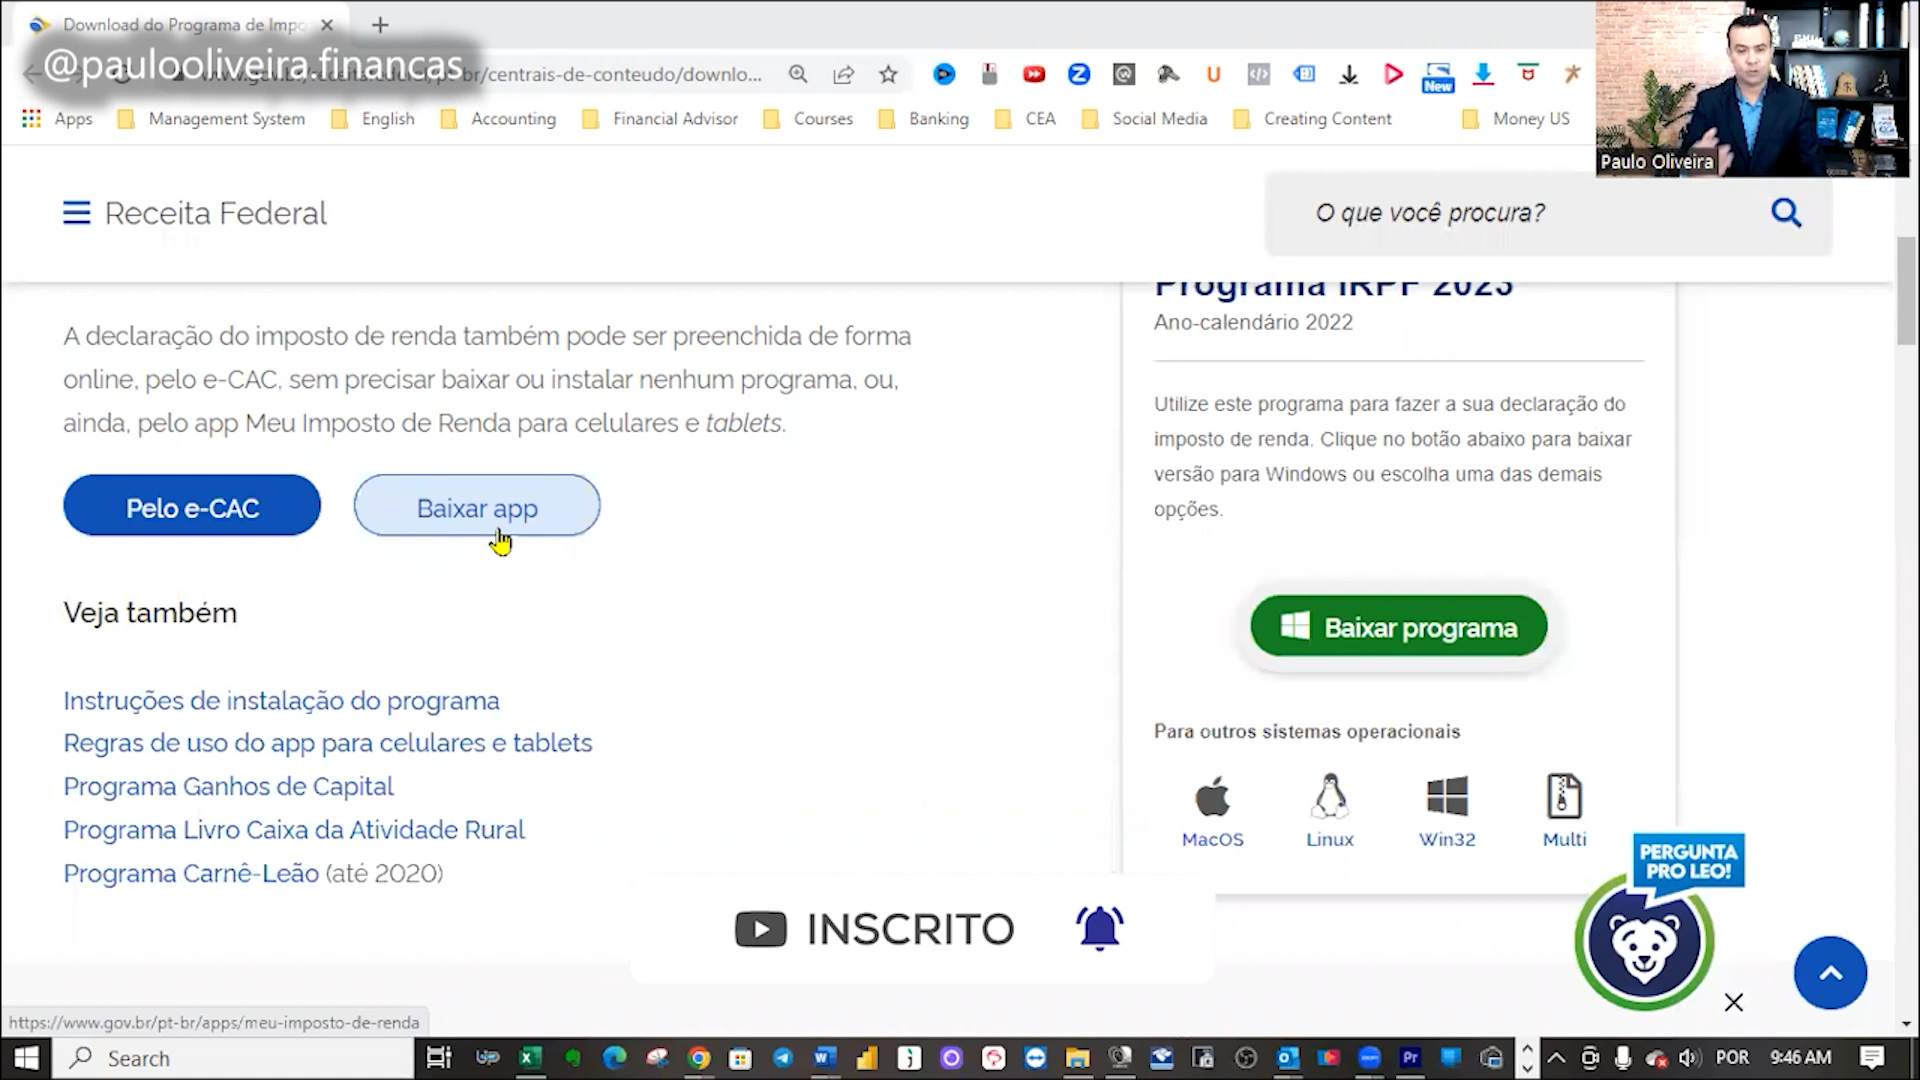 Download do Programa de Impo
@paulooliveira.financas
br/centrais-de-conteudo/downlo...
New
Apps
Management System
English
Accounting
Financial Advisor
Courses
Banking
CEA
Social Media
Creating Content
Money US
Paulo Oliveira
Receita Federal
O que você procura?
A declaração do imposto de renda também pode ser preenchida de forma
online, pelo e-CAC, sem precisar baixar ou instalar nenhum programa, ou,
ainda, pelo app Meu Imposto de Renda para celulares e tablets.
Pelo e-CAC
Baixar app
Veja também
Instruções de instalação do programa
Regras de uso do app para celulares e tablets
Programa Ganhos de Capital
Programa Livro Caixa da Atividade Rural
Programa Carnê-Leão (até 2020)
Programa IRPF 2023
Ano-calendário 2022
Utilize este programa para fazer a sua declaração do
imposto de renda. Clique no botão abaixo para baixar
versão para Windows ou escolha uma das demais
opções.
Baixar programa
Para outros sistemas operacionais
MacOS
Linux
Win32
Multi
PERGUNTA
PRO LEO!
INSCRITO
https://www.gov.br/pt-br/apps/meu-imposto-de-renda
Search
POR
9:46 AM